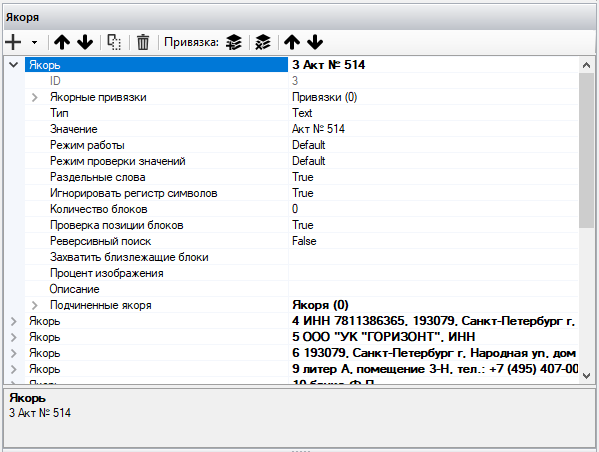 Якоря
Привязка:
Якорь 3 Акт № 514
ID 3
Якорные привязки Привязки (0)
Тип Text
Значение Акт № 514
Режим работы Default
Режим проверки значений Default
Раздельные слова True
Игнорировать регистр символов True
Количество блоков 0
Проверка позиции блоков True
Реверсивный поиск False
Захватить близлежащие блоки
Процент изображения
Описание
Подчиненные якоря Якоря (0)
Якорь 4 ИНН 7811386365, 193079, Санкт-Петербург г,
Якорь 5 ООО "УК "ГОРИЗОНТ", ИНН
Якорь 6 193079, Санкт-Петербург г, Народная уп, дом
Якорь 9 литер А, помещение 3-Н, тел.: +7 (495) 407-00
Якорь
Якорь
3 Акт № 514